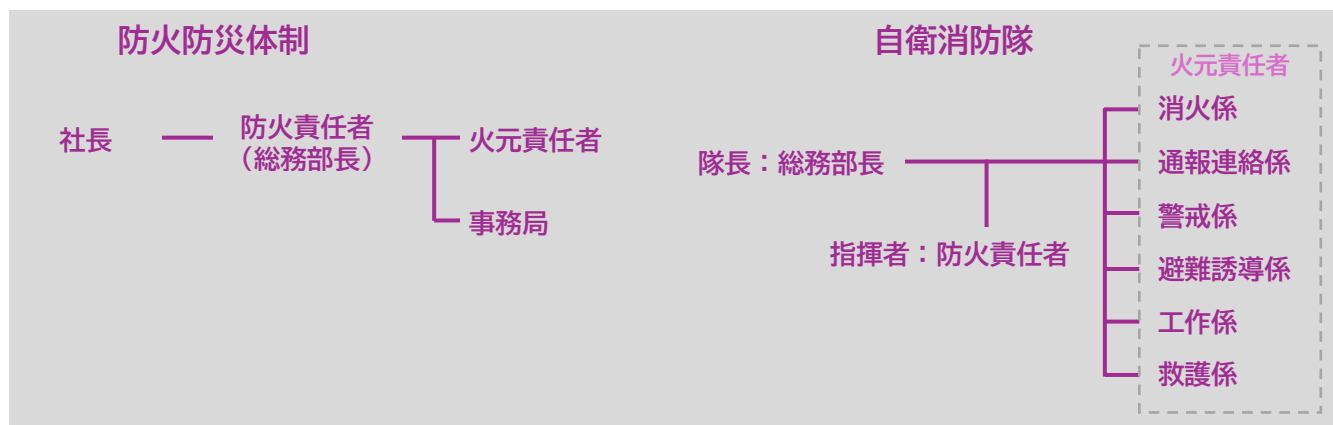 防火防災体制
社長
防火責任者
（総務部長）
火元責任者
事務局
自衛消防隊
隊長：総務部長
指揮者：防火責任者
火元責任者
消火係
通報連絡係
警戒係
避難誘導係
工作係
救護係